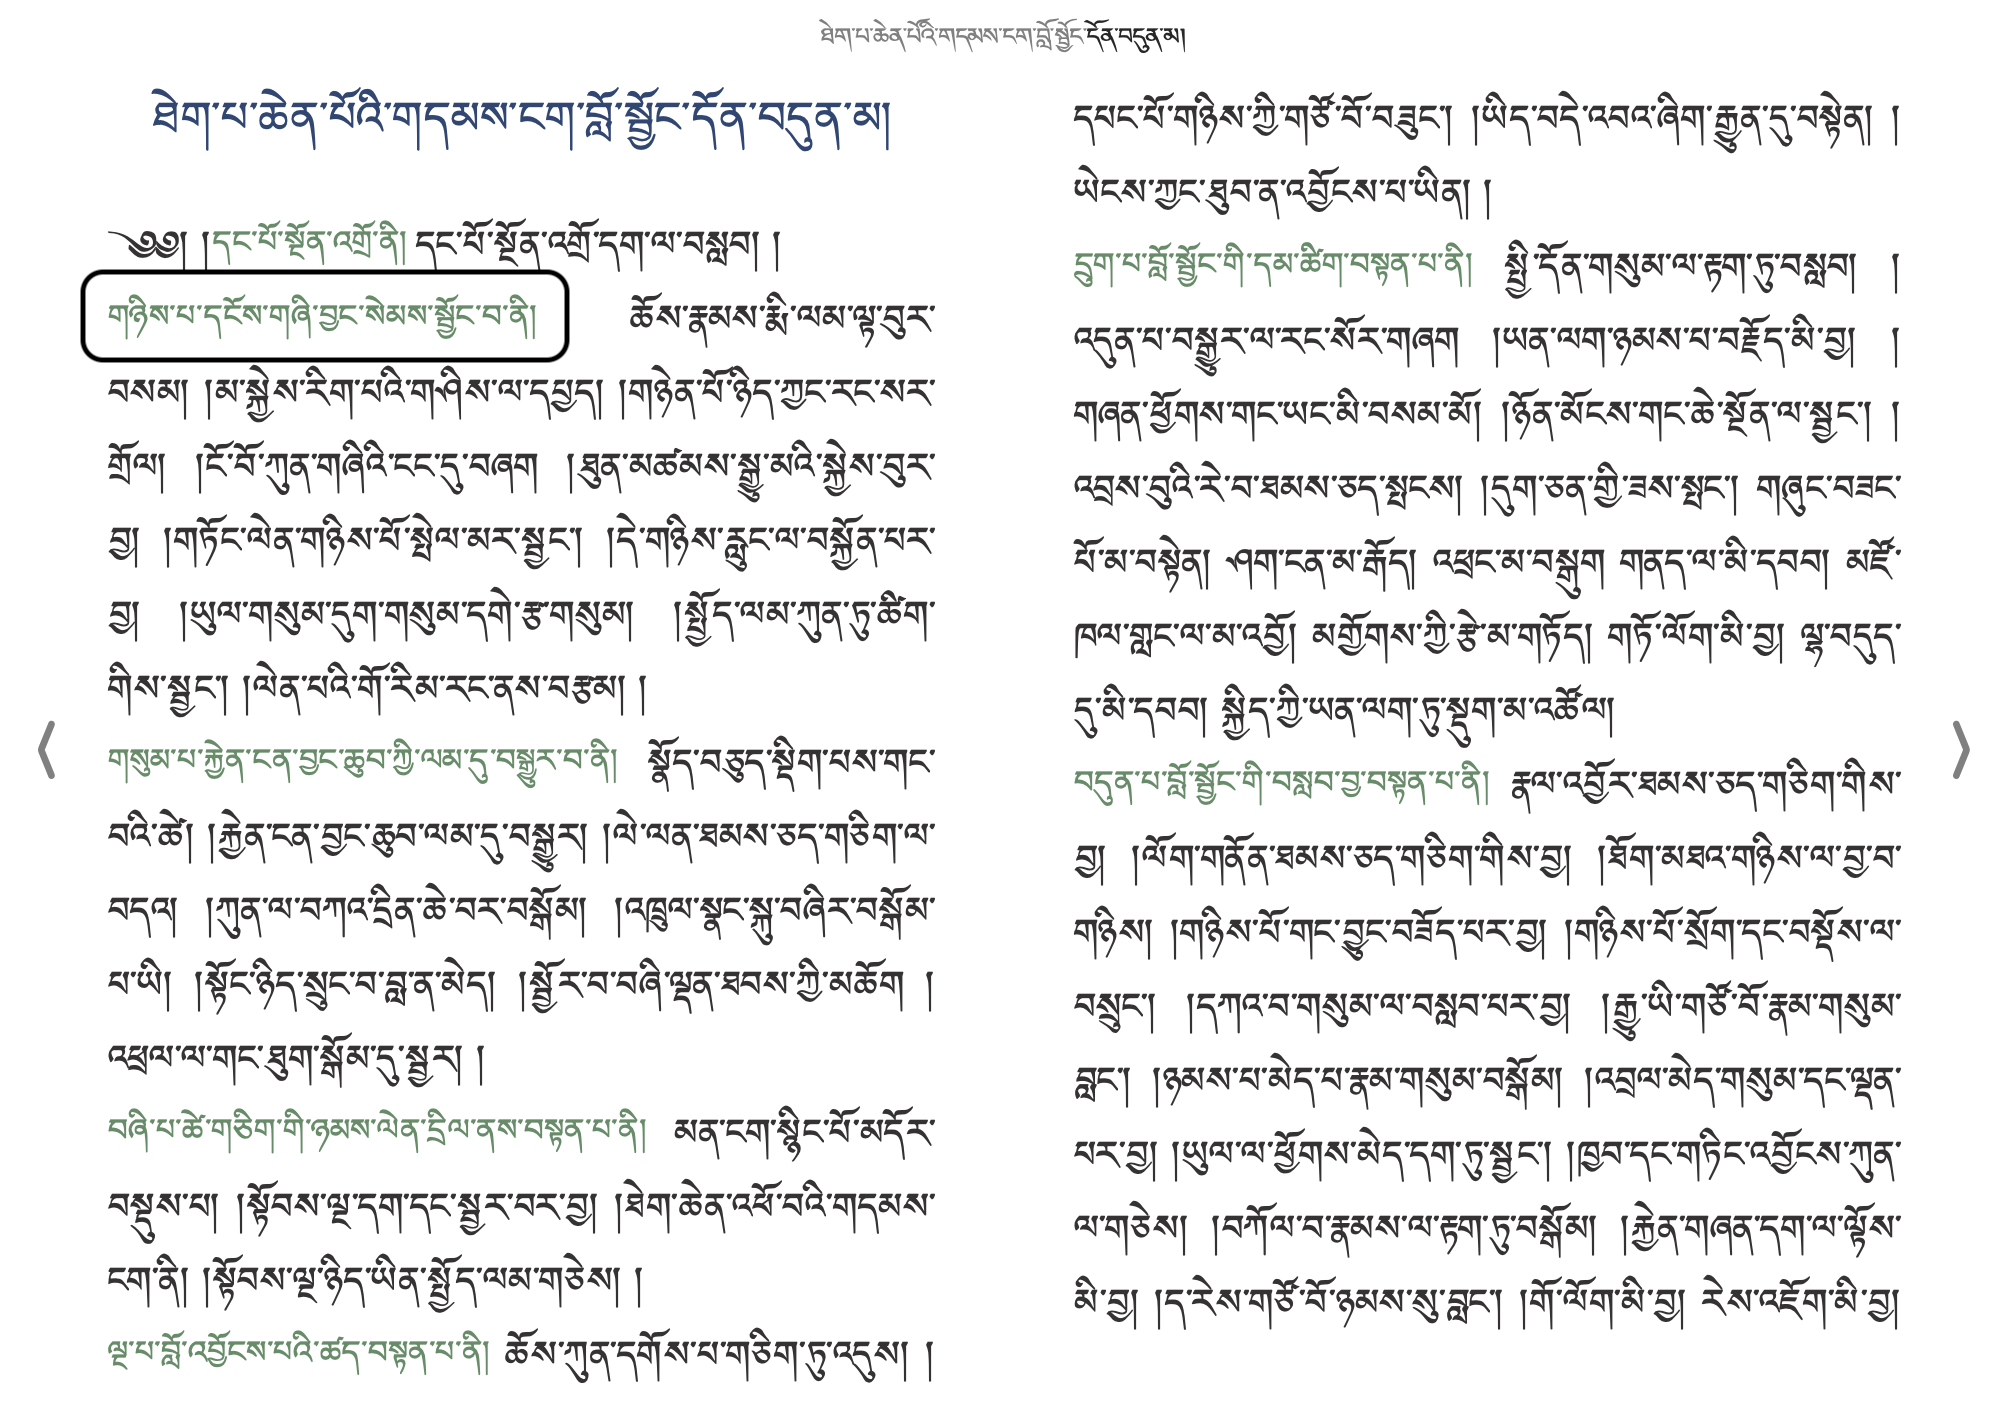 ཐེག་པ་ཆེན་པོའི་གདམས་ངག་བློ་སྦྱོང་དོན་བདུན་མ།
ཐེག་པ་ཆེན་པོའི་གདམས་ངག་བློ་སྦྱོང་དོན་བདུན་མ།
༄༅། །དང་པོ་སྔོན་འགྲོ་ནི། དང་པོ་སྔོན་འགྲོ་དག་ལ་བསླབ། །
གཉིས་པ་དངོས་གཞི་བྱང་སེམས་སྦྱོང་བ་ནི། ཆོས་རྣམས་རྨི་ལམ་ལྟ་བུར་
བསམ། །མ་སྐྱེས་རིག་པའི་གཤིས་ལ་དཔྱད། །གཉེན་པོ་ཉིད་ཀྱང་རང་སར་
གྲོལ། །ངོ་བོ་ཀུན་གཞིའི་ངང་དུ་བཞག །ཐུན་མཚམས་སྒྱུ་མའི་སྐྱེས་བུར་
བྱ། །གཏོང་ལེན་གཉིས་པོ་སྤེལ་མར་སྦྱང་། །དེ་གཉིས་རླུང་ལ་བསྐྱོན་པར་
བྱ། །ཡུལ་གསུམ་དུག་གསུམ་དགེ་རྩ་གསུམ། །སྤྱོད་ལམ་ཀུན་ཏུ་ཚིག་
གིས་སྦྱང་། །ལེན་པའི་གོ་རིམ་རང་ནས་བརྩམ། །
གསུམ་པ་རྐྱེན་ངན་བྱང་ཆུབ་ཀྱི་ལམ་དུ་བསྒྱུར་བ་ནི། སྣོད་བཅུད་སྡིག་པས་གང་
བའི་ཚེ། །རྐྱེན་ངན་བྱང་ཆུབ་ལམ་དུ་བསྒྱུར། །ལེ་ལན་ཐམས་ཅད་གཅིག་ལ་
བདའ། །ཀུན་ལ་བཀའ་དྲིན་ཆེ་བར་བསྒོམ། །འཁྲུལ་སྣང་སྐུ་བཞིར་བསྒོམ་
པ་ཡི། །སྟོང་ཉིད་སྲུང་བ་བླ་ན་མེད། །སྦྱོར་བ་བཞི་ལྡན་ཐབས་ཀྱི་མཆོག །
འཕྲལ་ལ་གང་ཐུག་སྒོམ་དུ་སྦྱར། །
བཞི་པ་ཚེ་གཅིག་གི་ཉམས་ལེན་དྲིལ་ནས་བསྟན་པ་ནི། མན་ངག་སྙིང་པོ་མདོར་
བསྡུས་པ། །སྟོབས་ལྔ་དག་དང་སྦྱར་བར་བྱ། །ཐེག་ཆེན་འཕོ་བའི་གདམས་
ངག་ནི། །སྟོབས་ལྔ་ཉིད་ཡིན་སྤྱོད་ལམ་གཅེས། །
ལྔ་པ་བློ་འབྱོངས་པའི་ཚད་བསྟན་པ་ནི། ཆོས་ཀུན་དགོས་པ་གཅིག་ཏུ་འདུས། །
དཔང་པོ་གཉིས་ཀྱི་གཙོ་བོ་བཟུང་། །ཡིད་བདེ་འབའ་ཞིག་རྒྱུན་དུ་བསྟེན། །
ཡེངས་ཀྱང་ཐུབ་ན་འབྱོངས་པ་ཡིན། །
དྲུག་པ་བློ་སྦྱོང་གི་དམ་ཚིག་བསྟན་པ་ནི། སྤྱི་དོན་གསུམ་ལ་རྟག་ཏུ་བསླབ། །
འདུན་པ་བསྒྱུར་ལ་རང་སོར་གཞག །ཡན་ལག་ཉམས་པ་བརྗོད་མི་བྱ། །
གཞན་ཕྱོགས་གང་ཡང་མི་བསམ་མོ། །ཉོན་མོངས་གང་ཆེ་སྔོན་ལ་སྦྱང་། །
འབྲས་བུའི་རེ་བ་ཐམས་ཅད་སྤངས། །དུག་ཅན་གྱི་ཟས་སྤང་། གཞུང་བཟང་
པོ་མ་བསྟེན། ཤག་ངན་མ་རྒོད། འཕྲང་མ་བསྒུག གནད་ལ་མི་དབབ། མཛོ་
ཁལ་གླང་ལ་མ་འབྱོ། མགྱོགས་ཀྱི་རྩེ་མ་གཏོད། གཏོ་ལོག་མི་བྱ། ལྷ་བདུད་
དུ་མི་དབབ། སྐྱིད་ཀྱི་ཡན་ལག་ཏུ་སྡུག་མ་འཚོལ།
བདུན་པ་བློ་སྦྱོང་གི་བསླབ་བྱ་བསྟན་པ་ནི། རྣལ་འབྱོར་ཐམས་ཅད་གཅིག་གིས་
བྱ། །ལོག་གནོན་ཐམས་ཅད་གཅིག་གིས་བྱ། །ཐོག་མཐའ་གཉིས་ལ་བྱ་བ་
གཉིས། །གཉིས་པོ་གང་བྱུང་བཟོད་པར་བྱ། །གཉིས་པོ་སྲོག་དང་བསྡོས་ལ་
བསྲུང་། །དཀའ་བ་གསུམ་ལ་བསླབ་པར་བྱ། །རྒྱུ་ཡི་གཙོ་བོ་རྣམ་གསུམ་
བླང་། །ཉམས་པ་མེད་པ་རྣམ་གསུམ་བསྒོམ། །འབྲལ་མེད་གསུམ་དང་ལྡན་
པར་བྱ། །ཡུལ་ལ་ཕྱོགས་མེད་དག་ཏུ་སྦྱང་། །ཁྱབ་དང་གཏིང་འབྱོངས་ཀུན་
ལ་གཅེས། །བཀོལ་བ་རྣམས་ལ་རྟག་ཏུ་བསྒོམ། །རྐྱེན་གཞན་དག་ལ་ལྟོས་
མི་བྱ། །ད་རེས་གཙོ་བོ་ཉམས་སུ་བླང་། །གོ་ལོག་མི་བྱ། རེས་འཇོག་མི་བྱ།